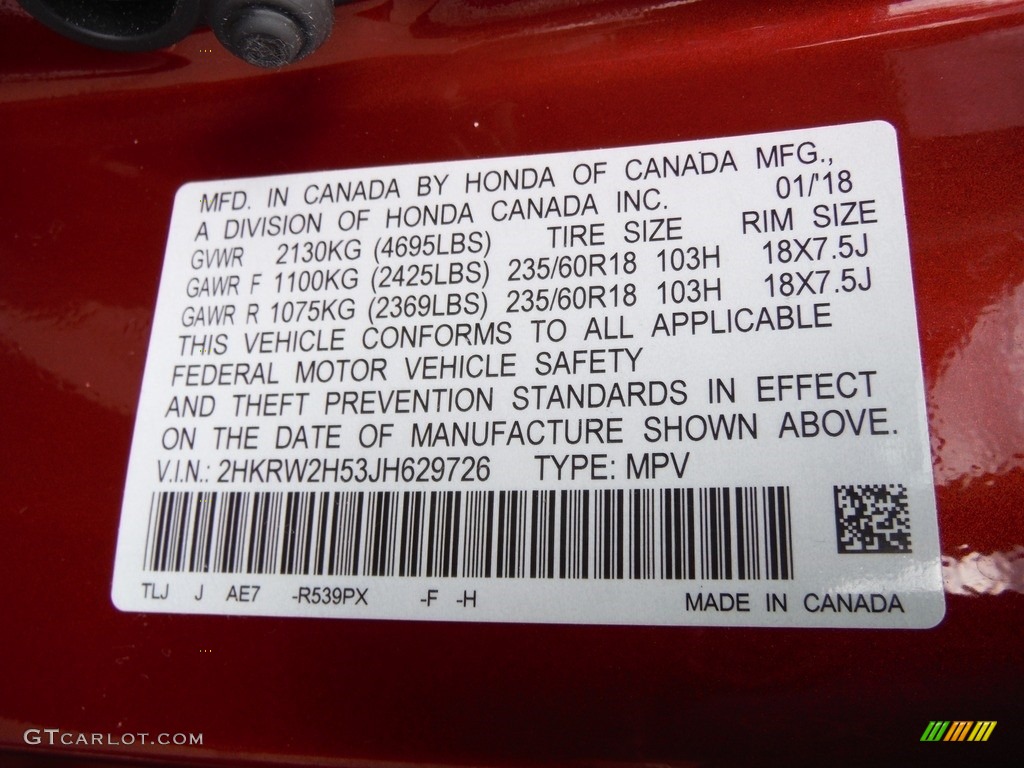 MFD. IN CANADA BY HONDA OF CANADA MFG.,
A DIVISION OF HONDA CANADA INC. 01/'18
GVWR 2130KG (4695LBS) TIRE SIZE RIM SIZE
GAWR F 1100KG (2425LBS) 235/60R18 103H 18X7.5J
GAWR R 1075KG (2369LBS) 235/60R18 103H 18X7.5J
THIS VEHICLE CONFORMS TO ALL APPLICABLE
FEDERAL MOTOR VEHICLE SAFETY
AND THEFT PREVENTION STANDARDS IN EFFECT
ON THE DATE OF MANUFACTURE SHOWN ABOVE.
V.I.N.: 2HKRW2H53JH629726 TYPE: MPV
TLJ J AE7 -R539PX -F -H MADE IN CANADA
GTCARLOT.COM